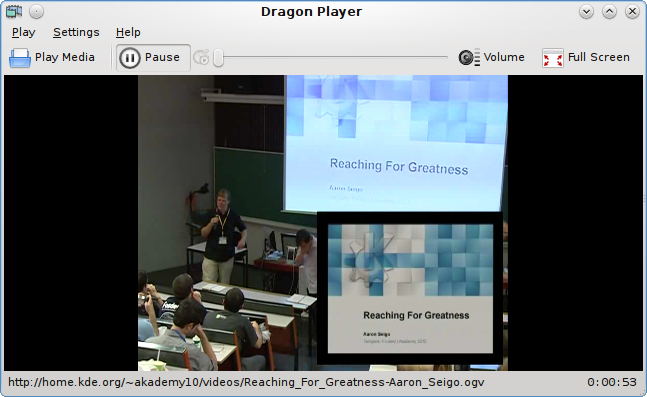 Dragon Player
Play Settings Help
Play Media Pause Volume Full Screen
Reaching For Greatness
Aaron Seigo
Reaching For Greatness
Aaron Seigo
http://home.kde.org/~akademy10/videos/Reaching_For_Greatness-Aaron_Seigo.ogv 0:00:53